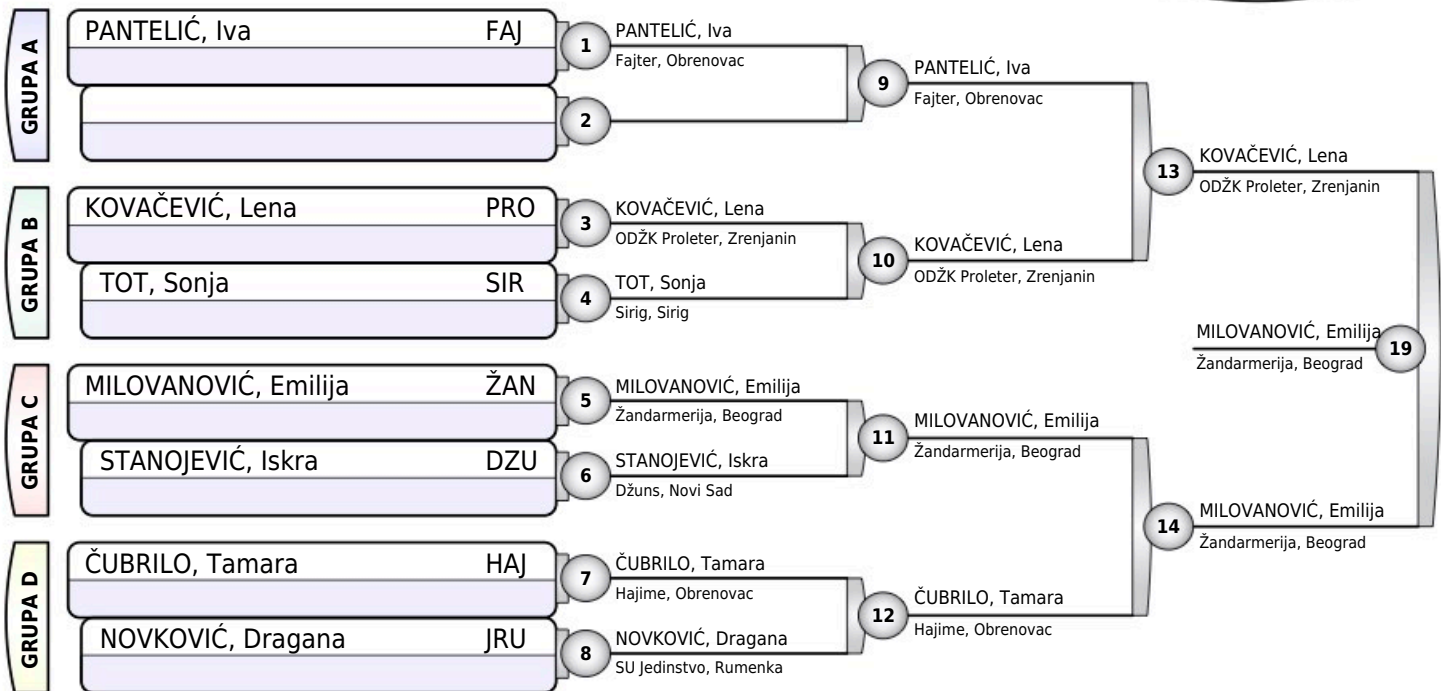 GRUPA A
PANTELIĆ, Iva FAJ
1
PANTELIĆ, Iva
Fajter, Obrenovac
2
9
PANTELIĆ, Iva
Fajter, Obrenovac
GRUPA B
KOVAČEVIĆ, Lena PRO
3
KOVAČEVIĆ, Lena
ODŽK Proleter, Zrenjanin
TOT, Sonja SIR
4
TOT, Sonja
Sirig, Sirig
10
KOVAČEVIĆ, Lena
ODŽK Proleter, Zrenjanin
13
KOVAČEVIĆ, Lena
ODŽK Proleter, Zrenjanin
GRUPA C
MILOVANOVIĆ, Emilija ŽAN
5
MILOVANOVIĆ, Emilija
Žandarmerija, Beograd
STANOJEVIĆ, Iskra DZU
6
STANOJEVIĆ, Iskra
Džuns, Novi Sad
11
MILOVANOVIĆ, Emilija
Žandarmerija, Beograd
GRUPA D
ČUBRILO, Tamara HAJ
7
ČUBRILO, Tamara
Hajime, Obrenovac
NOVKOVIĆ, Dragana JRU
8
NOVKOVIĆ, Dragana
SU Jedinstvo, Rumenka
12
ČUBRILO, Tamara
Hajime, Obrenovac
14
MILOVANOVIĆ, Emilija
Žandarmerija, Beograd
MILOVANOVIĆ, Emilija
Žandarmerija, Beograd
19